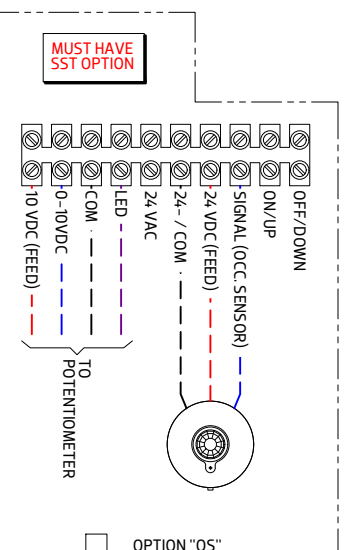 MUST HAVE
SST OPTION
10 VDC (FEED)
0-10VDC
COM
LED
24 VAC
24- / COM
24 VDC (FEED)
SIGNAL (OCC. SENSOR)
ON/UP
OFF/DOWN
TO
POTENTIOMETER
OPTION "OS"